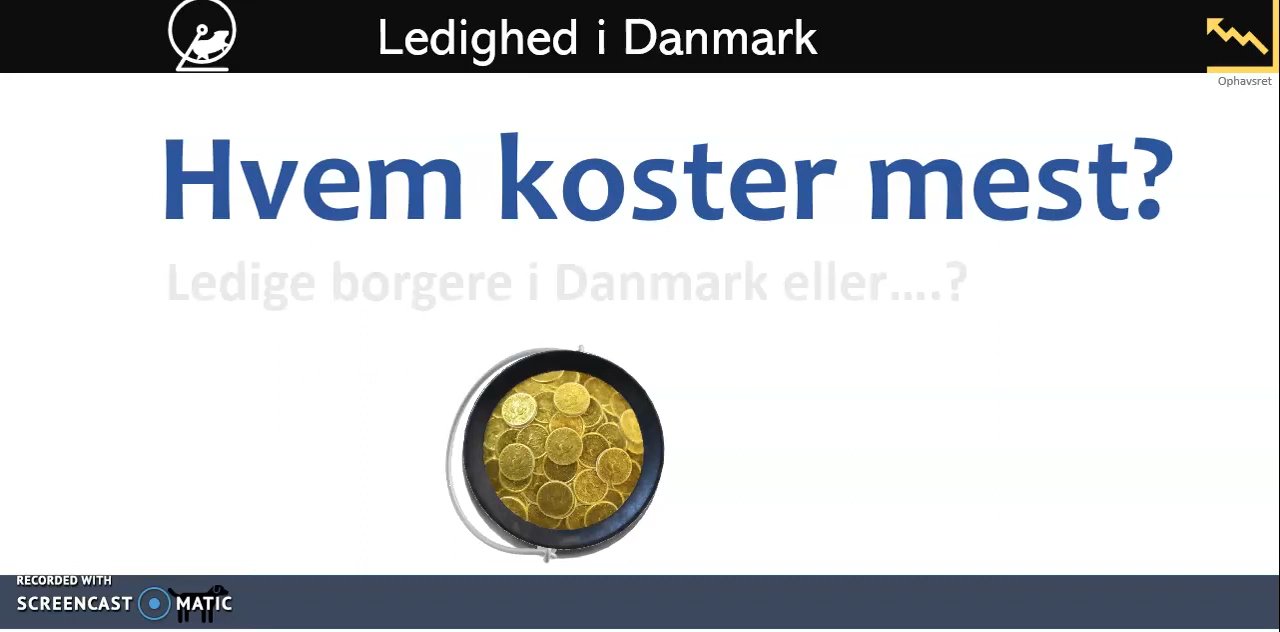 Ledighed i Danmark
Ophavsret
Hvem koster mest?
Ledige borgere i Danmark eller....?
RECORDED WITH
SCREENCAST MATIC